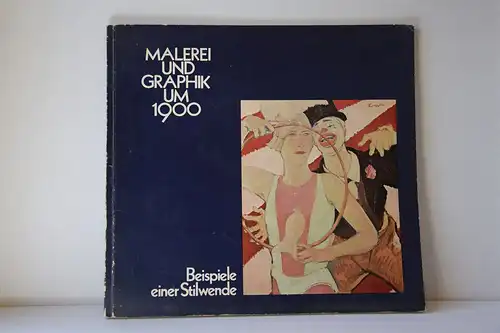 MALEREI
UND
GRAPHIK
UM
1900
Beispiele
einer Stilwende